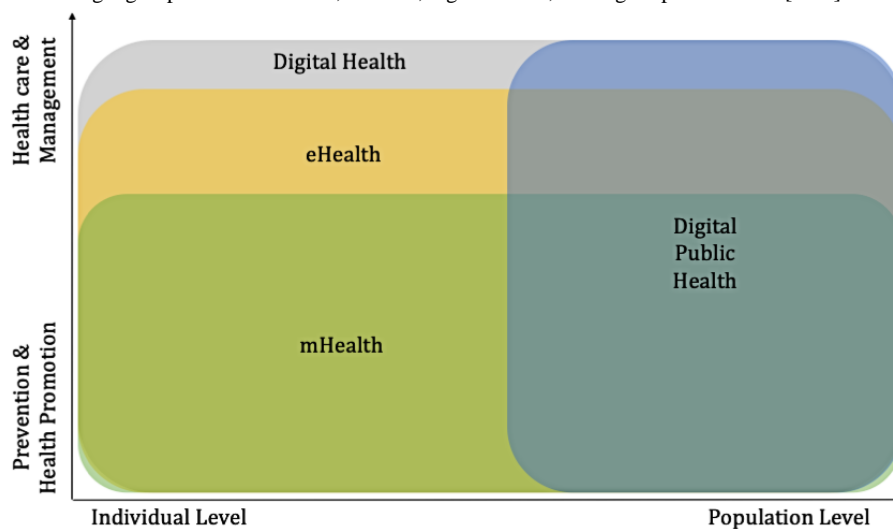 Health care &
Management
Digital Health
eHealth
Digital
Public
Health
mHealth
Prevention &
Health Promotion
Individual Level
Population Level